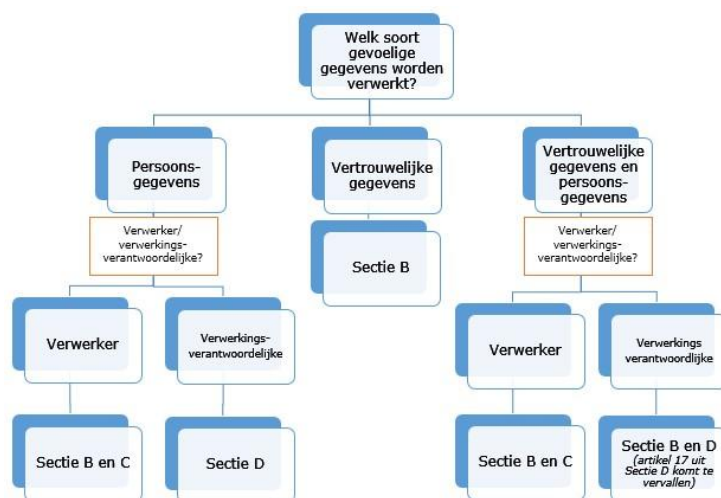 Welk soort
gevoelige
gegevens worden
verwerkt?
Persoons-
gegevens
Vertrouwelijke
gegevens
Vertrouwelijke
gegevens en
persoons-
gegevens
Verwerker/
verwerkings-
verantwoordelijke?
Sectie B
Verwerker/
verwerkings-
verantwoordelijke?
Verwerker
Verwerkings-
verantwoordelijke
Verwerker
Verwerkings
verantwoordlijke
Sectie B en C
Sectie D
Sectie B en C
Sectie B en D
(artikel 17 uit
Sectie D komt te
vervallen)